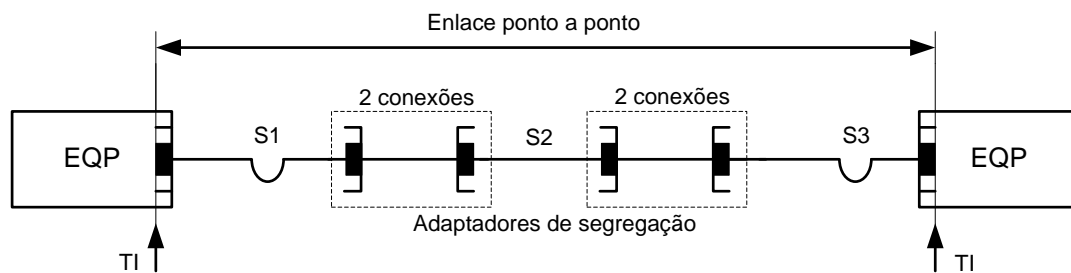 Enlace ponto a ponto
2 conexões
2 conexões
S1
S2
S3
EQP
EQP
Adaptadores de segregação
TI
TI